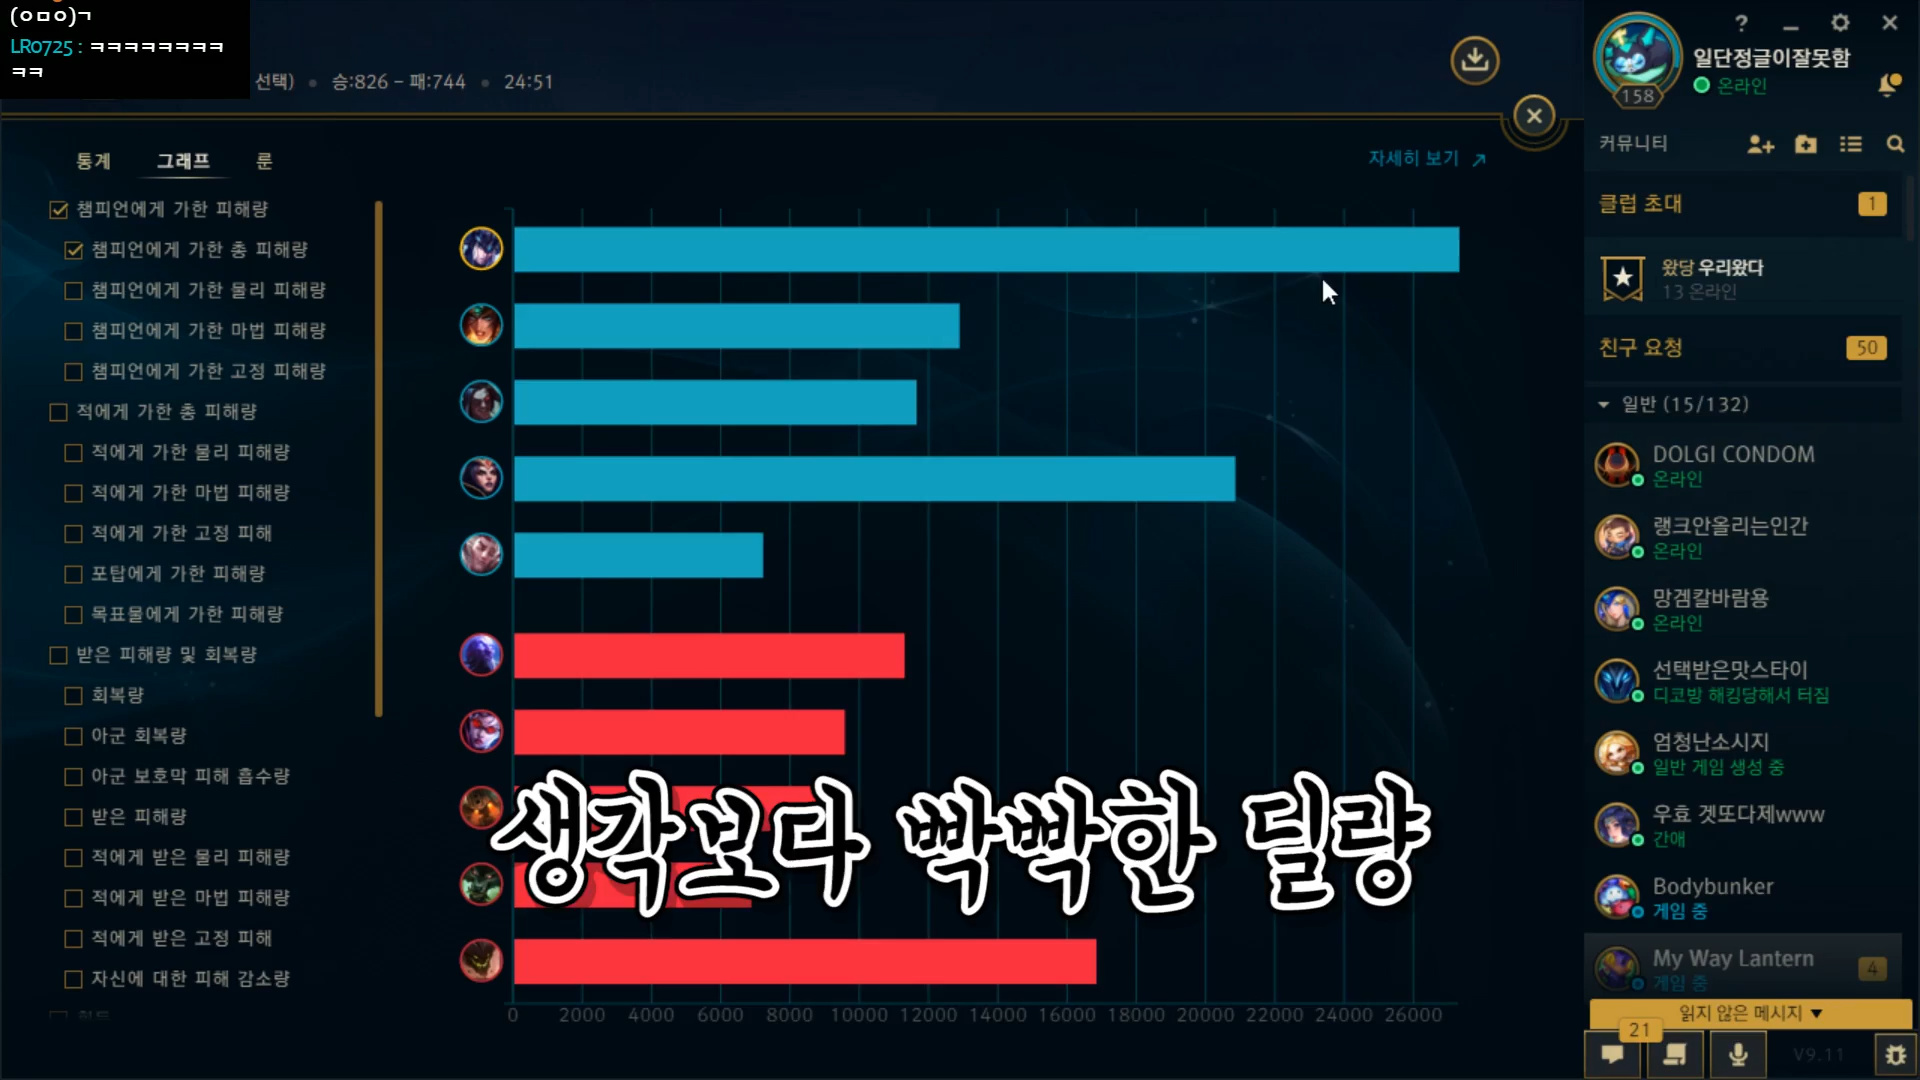 (ㅇㅁㅇ)ㄱ
LR0725 : ㅋㅋㅋㅋㅋㅋㅋㅋ
ㅋㅋ
선택) • 승:826 – 패:744 • 24:51
통계 그래프 룬
자세히 보기
챔피언에게 가한 피해량
챔피언에게 가한 총 피해량
챔피언에게 가한 물리 피해량
챔피언에게 가한 마법 피해량
챔피언에게 가한 고정 피해량
적에게 가한 총 피해량
적에게 가한 물리 피해량
적에게 가한 마법 피해량
적에게 가한 고정 피해
포탑에게 가한 피해량
목표물에게 가한 피해량
받은 피해량 및 회복량
회복량
아군 회복량
아군 보호막 피해 흡수량
받은 피해량
적에게 받은 물리 피해량
적에게 받은 마법 피해량
적에게 받은 고정 피해
자신에 대한 피해 감소량
생각보다 빡빡한 딜량
0 2000 4000 6000 8000 10000 12000 14000 16000 18000 20000 22000 24000 26000
?
일단정글이잘못함
온라인
158
커뮤니티
클럽 초대 1
왔당 우리왔다
13 온라인
친구 요청 50
일반 (15/132)
DOLGI CONDOM
온라인
랭크안올리는인간
온라인
망겜칼바람용
온라인
선택받은맛스타이
디코방 해킹당해서 터짐
엄청난소시지
일반 게임 생성 중
우효 겟또다제www
간애
Bodybunker
게임 중
My Way Lantern 4
게임 중
읽지 않은 메시지 ▼
21
V9.11